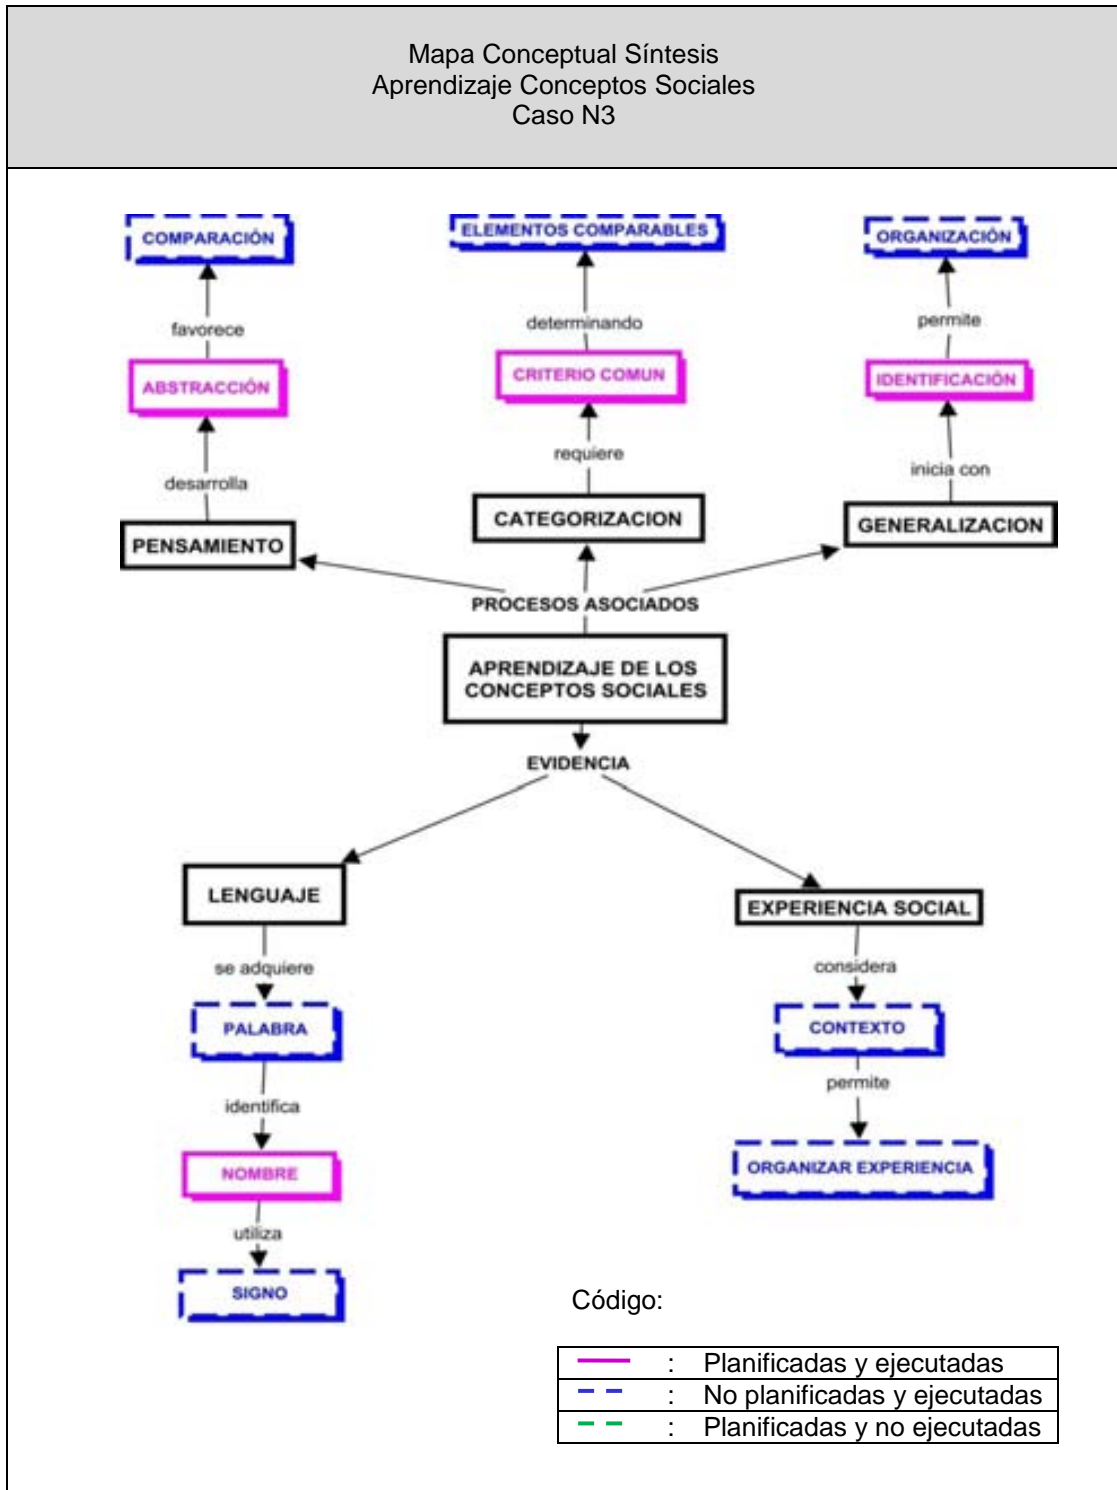 Mapa Conceptual Síntesis
Aprendizaje Conceptos Sociales
Caso N3
COMPARACIÓN
ELEMENTOS COMPARABLES
ORGANIZACIÓN
favorece
determinando
permite
ABSTRACCIÓN
CRITERIO COMUN
IDENTIFICACIÓN
desarrolla
requiere
inicia con
PENSAMIENTO
CATEGORIZACION
GENERALIZACION
PROCESOS ASOCIADOS
APRENDIZAJE DE LOS
CONCEPTOS SOCIALES
EVIDENCIA
LENGUAJE
EXPERIENCIA SOCIAL
se adquiere
considera
PALABRA
CONTEXTO
identifica
permite
NOMBRE
ORGANIZAR EXPERIENCIA
utiliza
SIGNO
Código:
: Planificadas y ejecutadas
: No planificadas y ejecutadas
: Planificadas y no ejecutadas